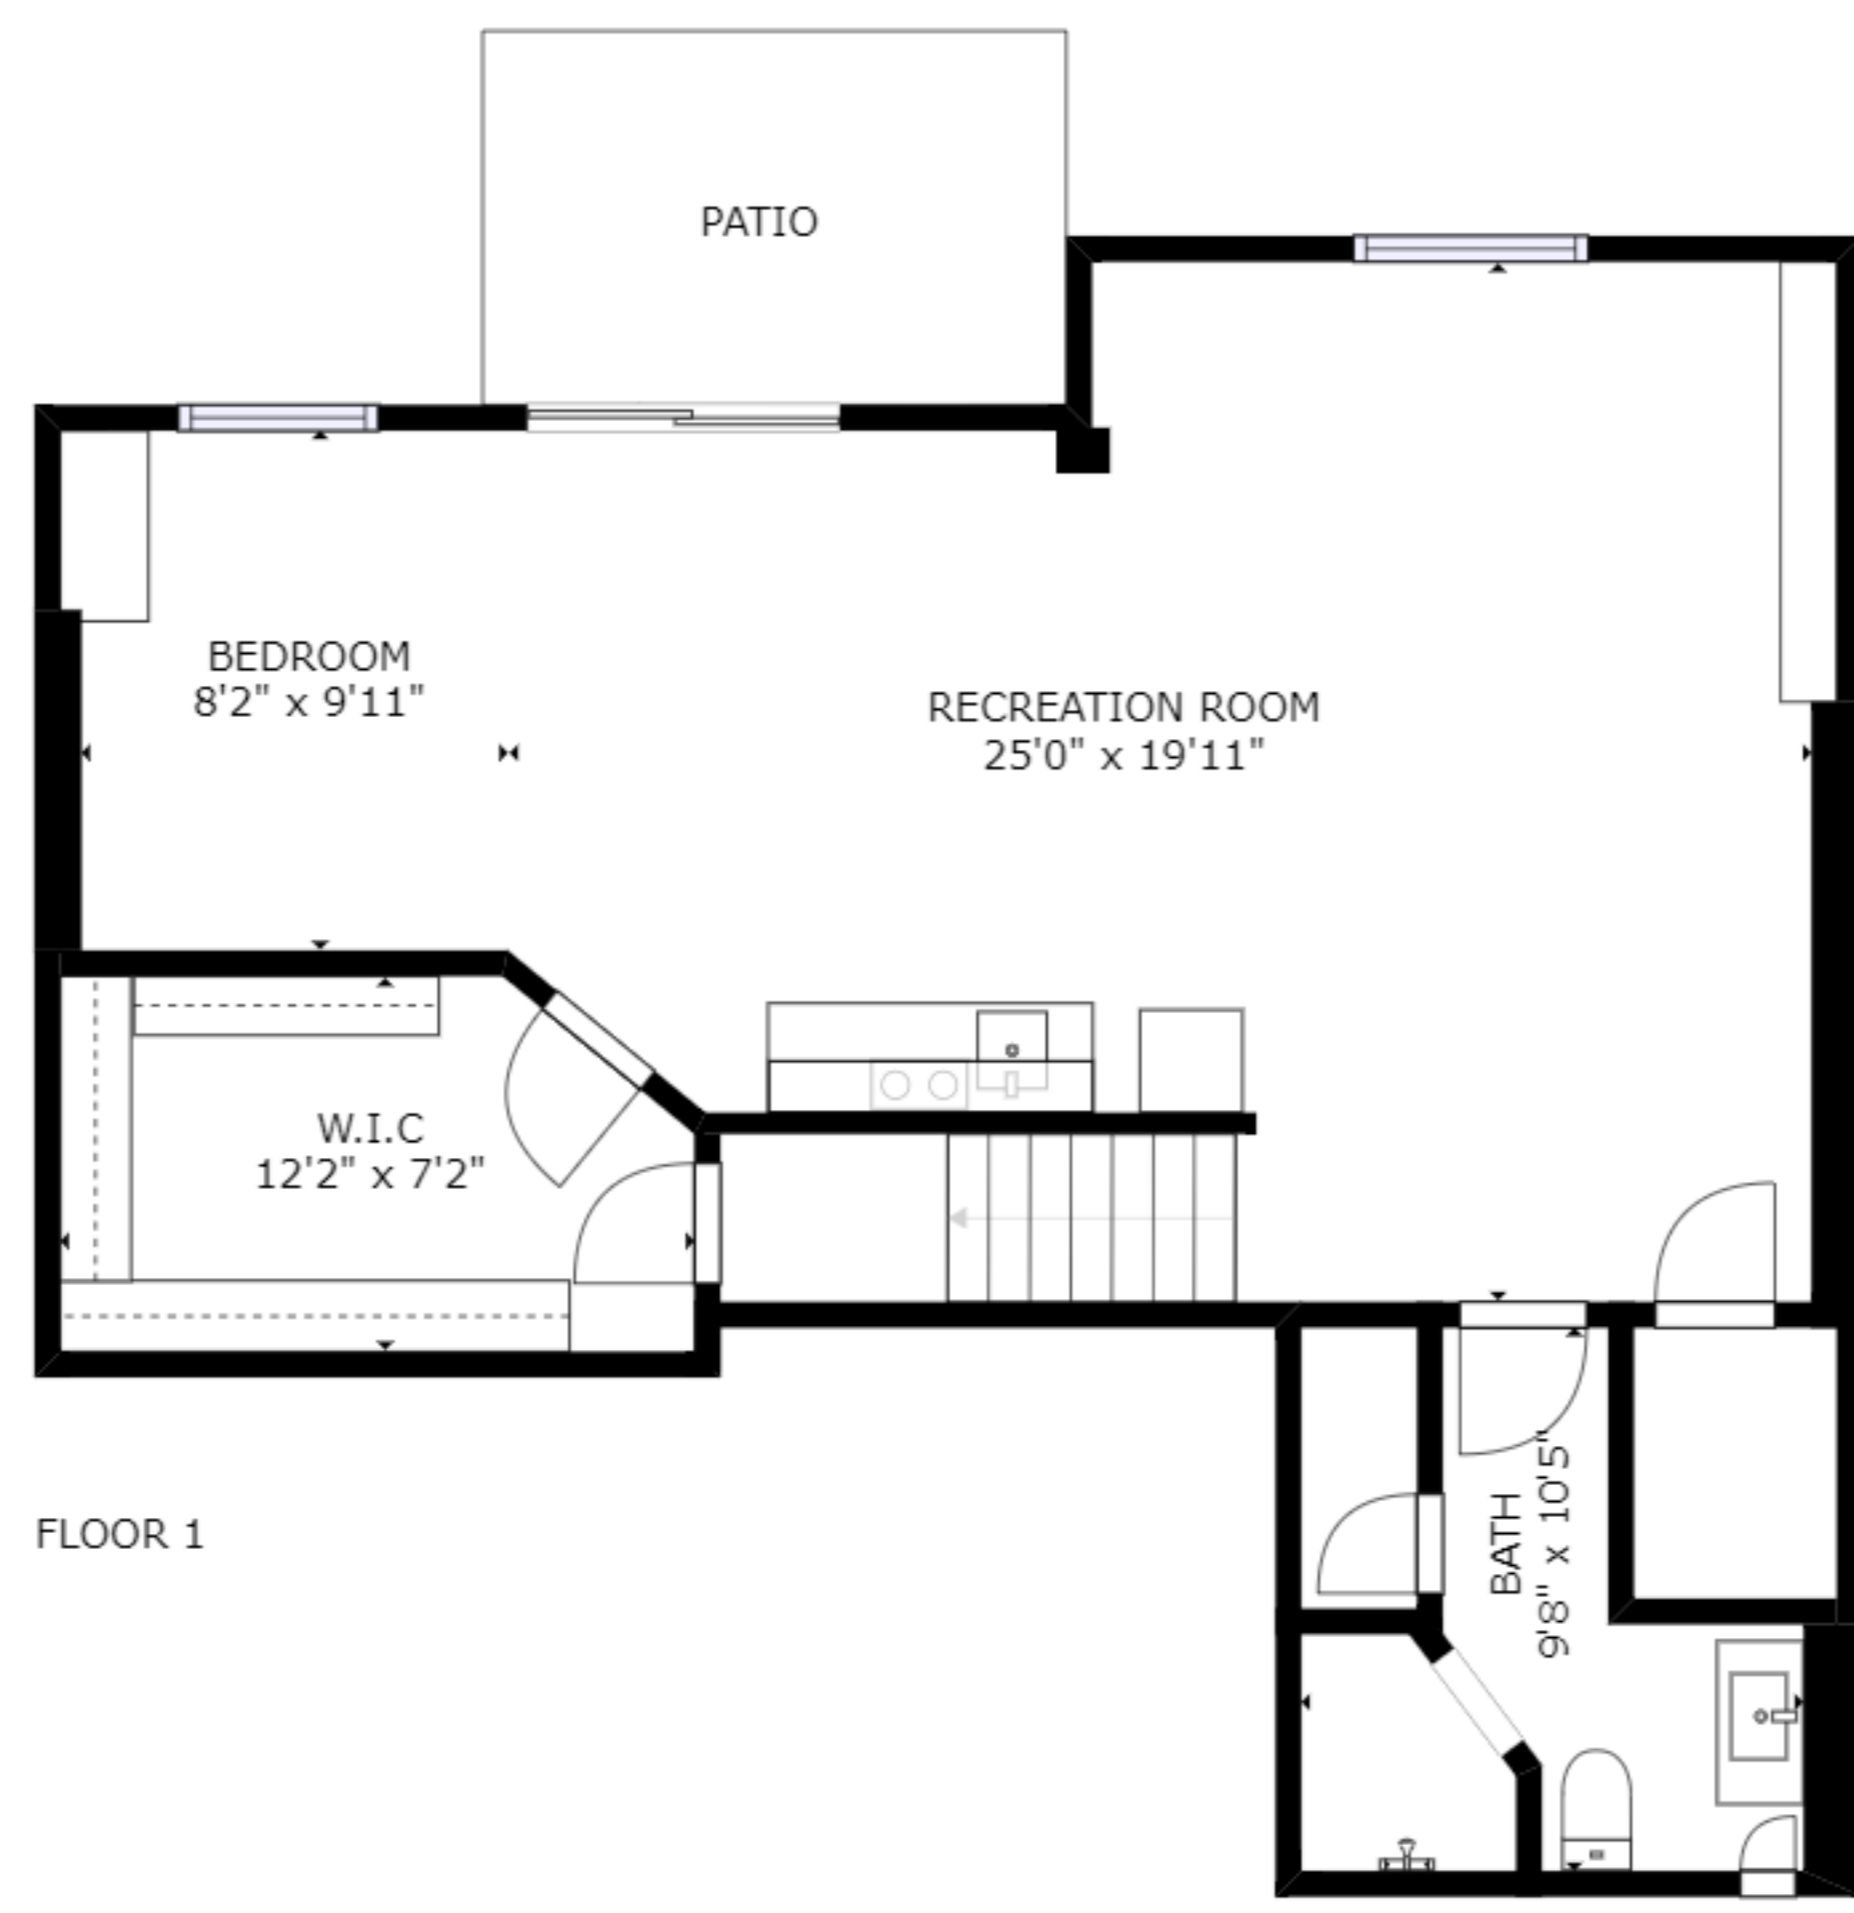 PATIO
BEDROOM
8'2" x 9'11"
RECREATION ROOM
25'0" x 19'11"
W.I.C
12'2" x 7'2"
FLOOR 1
BATH
9'8" x 10'5"